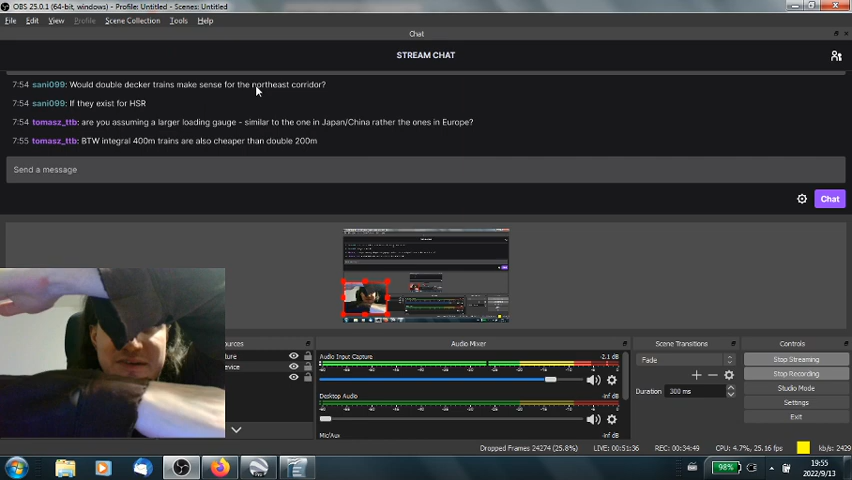 OBS 25.0.1 (64-bit, windows) - Profile: Untitled - Scenes: Untitled
File Edit View Profile Scene Collection Tools Help
Chat
STREAM CHAT
7:54 sani099: Would double decker trains make sense for the northeast corridor?
7:54 sani099: If they exist for HSR
7:54 tomasz_ttb: are you assuming a larger loading gauge - similar to the one in Japan/China rather the ones in Europe?
7:55 tomasz_ttb: BTW integral 400m trains are also cheaper than double 200m
Send a message
Chat
ources
Audio Mixer
Scene Transitions
Controls
ture
evice
Audio Input Capture
-2.1 dB
Fade
Stop Streaming
Stop Recording
Duration
300 ms
Studio Mode
Desktop Audio
-inf dB
Settings
Exit
Mic/Aux
-inf dB
Dropped Frames 24274 (25.8%)
LIVE: 00:51:36
REC: 00:34:49
CPU: 4.7%, 25.16 fps
kb/s: 2429
98%
19:55
2022/9/13